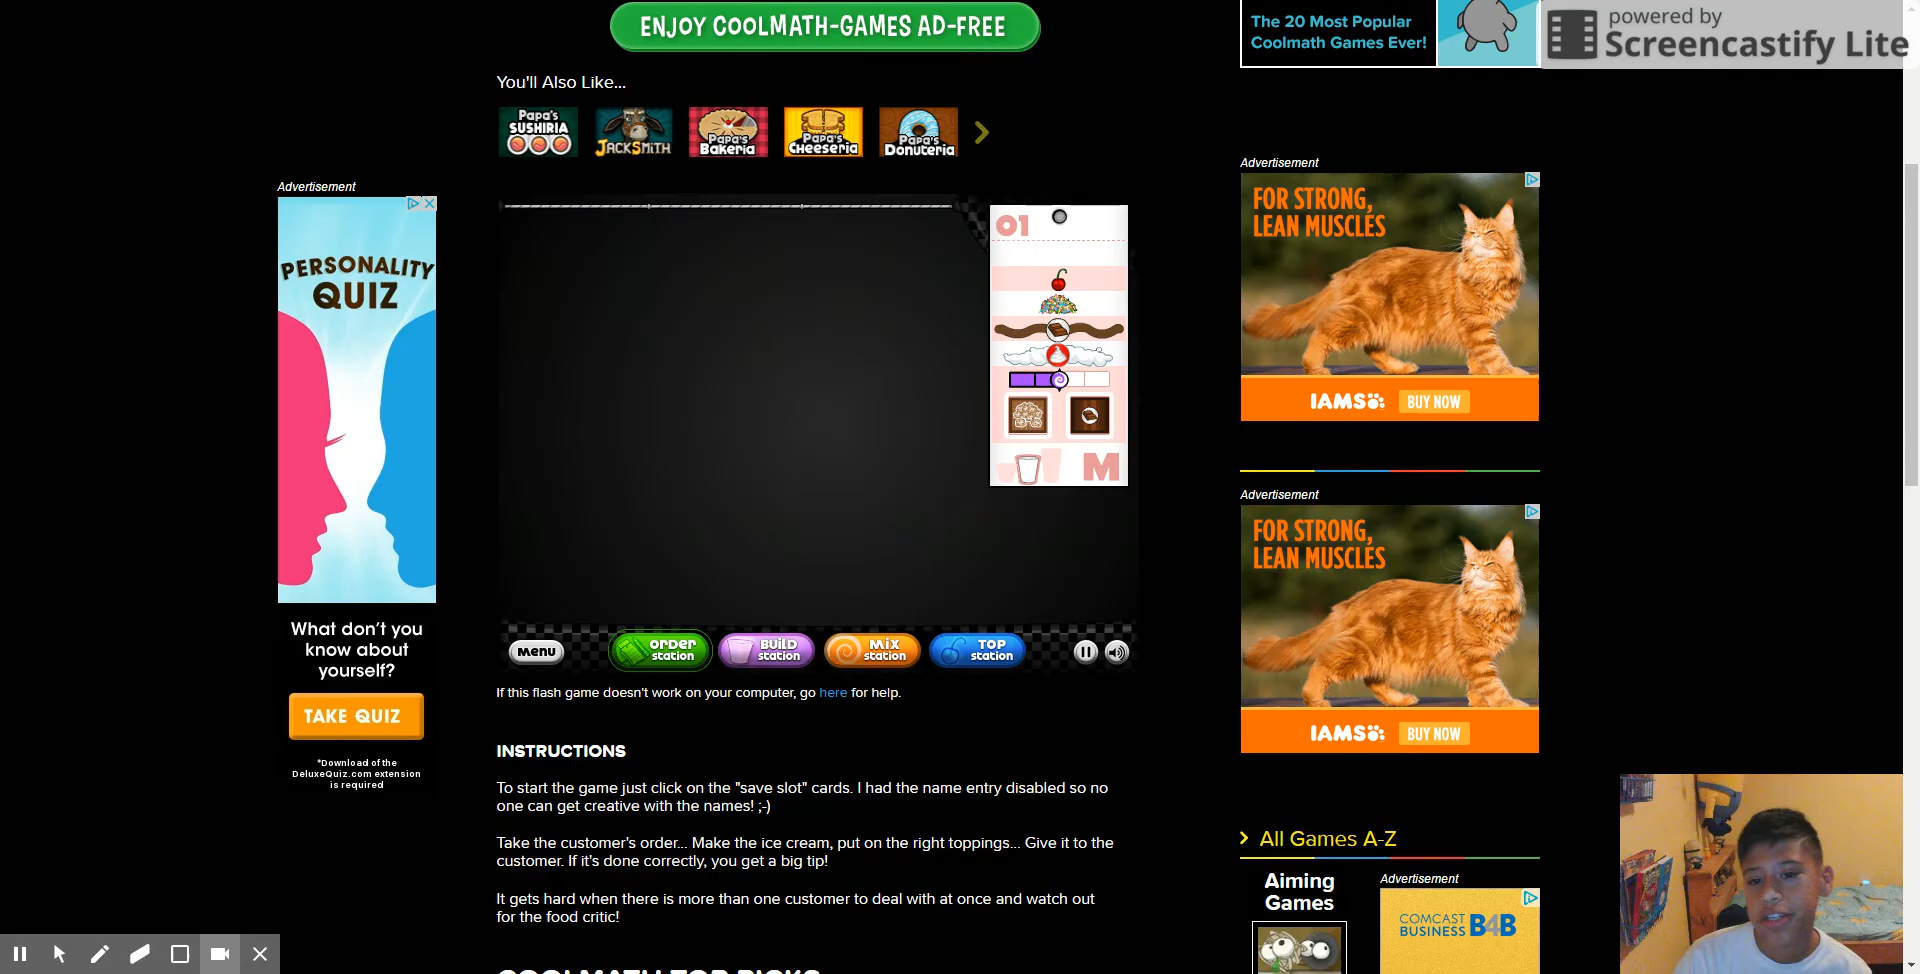 ENJOY COOLMATH-GAMES AD-FREE
The 20 Most Popular
Coolmath Games Ever!
powered by
Screencastify Lite
You'll Also Like...
Papa's
SUSHIRIA
JACKSMITH
Papa's
Bakeria
Papa's
Cheeseria
Papa's
Donuteria
Advertisement
PERSONALITY
QUIZ
What don't you
know about
yourself?
TAKE QUIZ
*Download of the
DeluxeQuiz.com extension
is required
01
M
menu
Order
station
Build
station
Mix
station
TOP
station
If this flash game doesn't work on your computer, go here for help.
INSTRUCTIONS
To start the game just click on the "save slot" cards. I had the name entry disabled so no
one can get creative with the names! ;-)
Take the customer's order... Make the ice cream, put on the right toppings... Give it to the
customer. If it's done correctly, you get a big tip!
It gets hard when there is more than one customer to deal with at once and watch out
for the food critic!
COOLMATH TOP PICKS
Advertisement
FOR STRONG,
LEAN MUSCLES
IAMS
BUY NOW
Advertisement
FOR STRONG,
LEAN MUSCLES
IAMS
BUY NOW
All Games A-Z
Aiming
Games
Advertisement
COMCAST
BUSINESS B4B